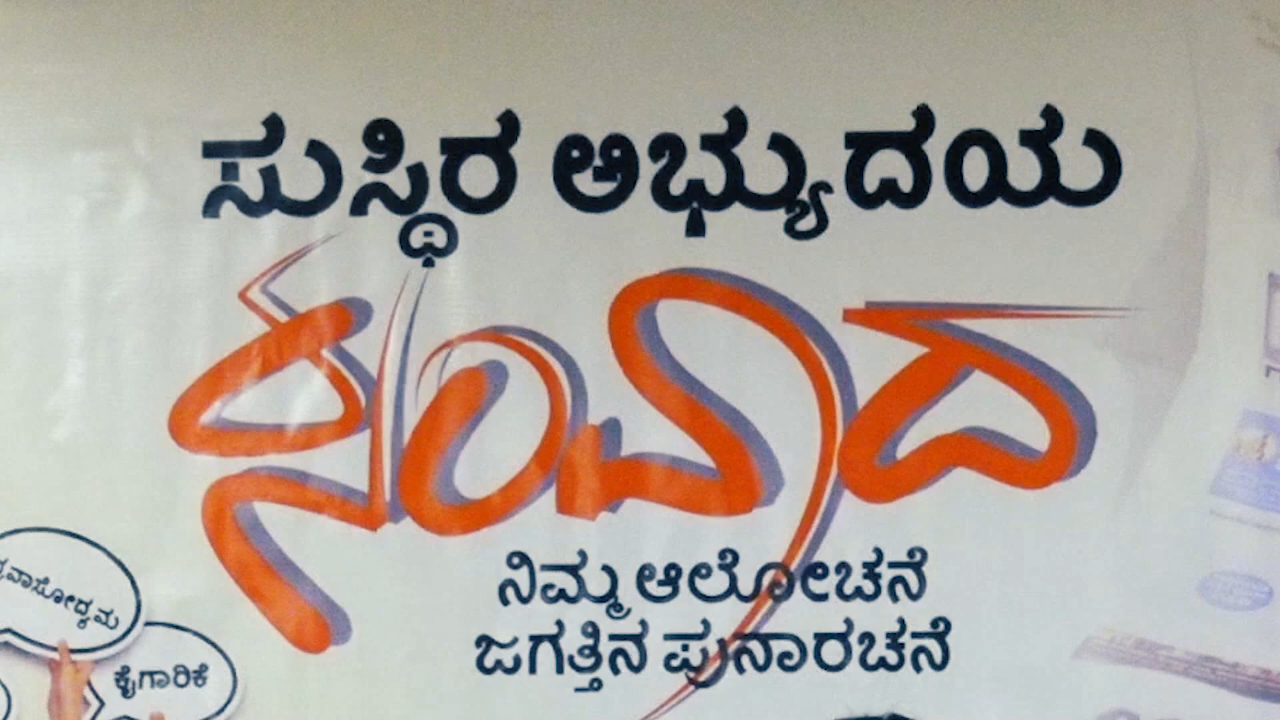 ಸುಸ್ಥಿರ ಅಭ್ಯುದಯ
ಸಂವಾದ
ನಿಮ್ಮ ಆಲೋಚನೆ
ಜಗತ್ತಿನ ಪುನಾರಚನೆ
ಕೈಗಾರಿಕೆ